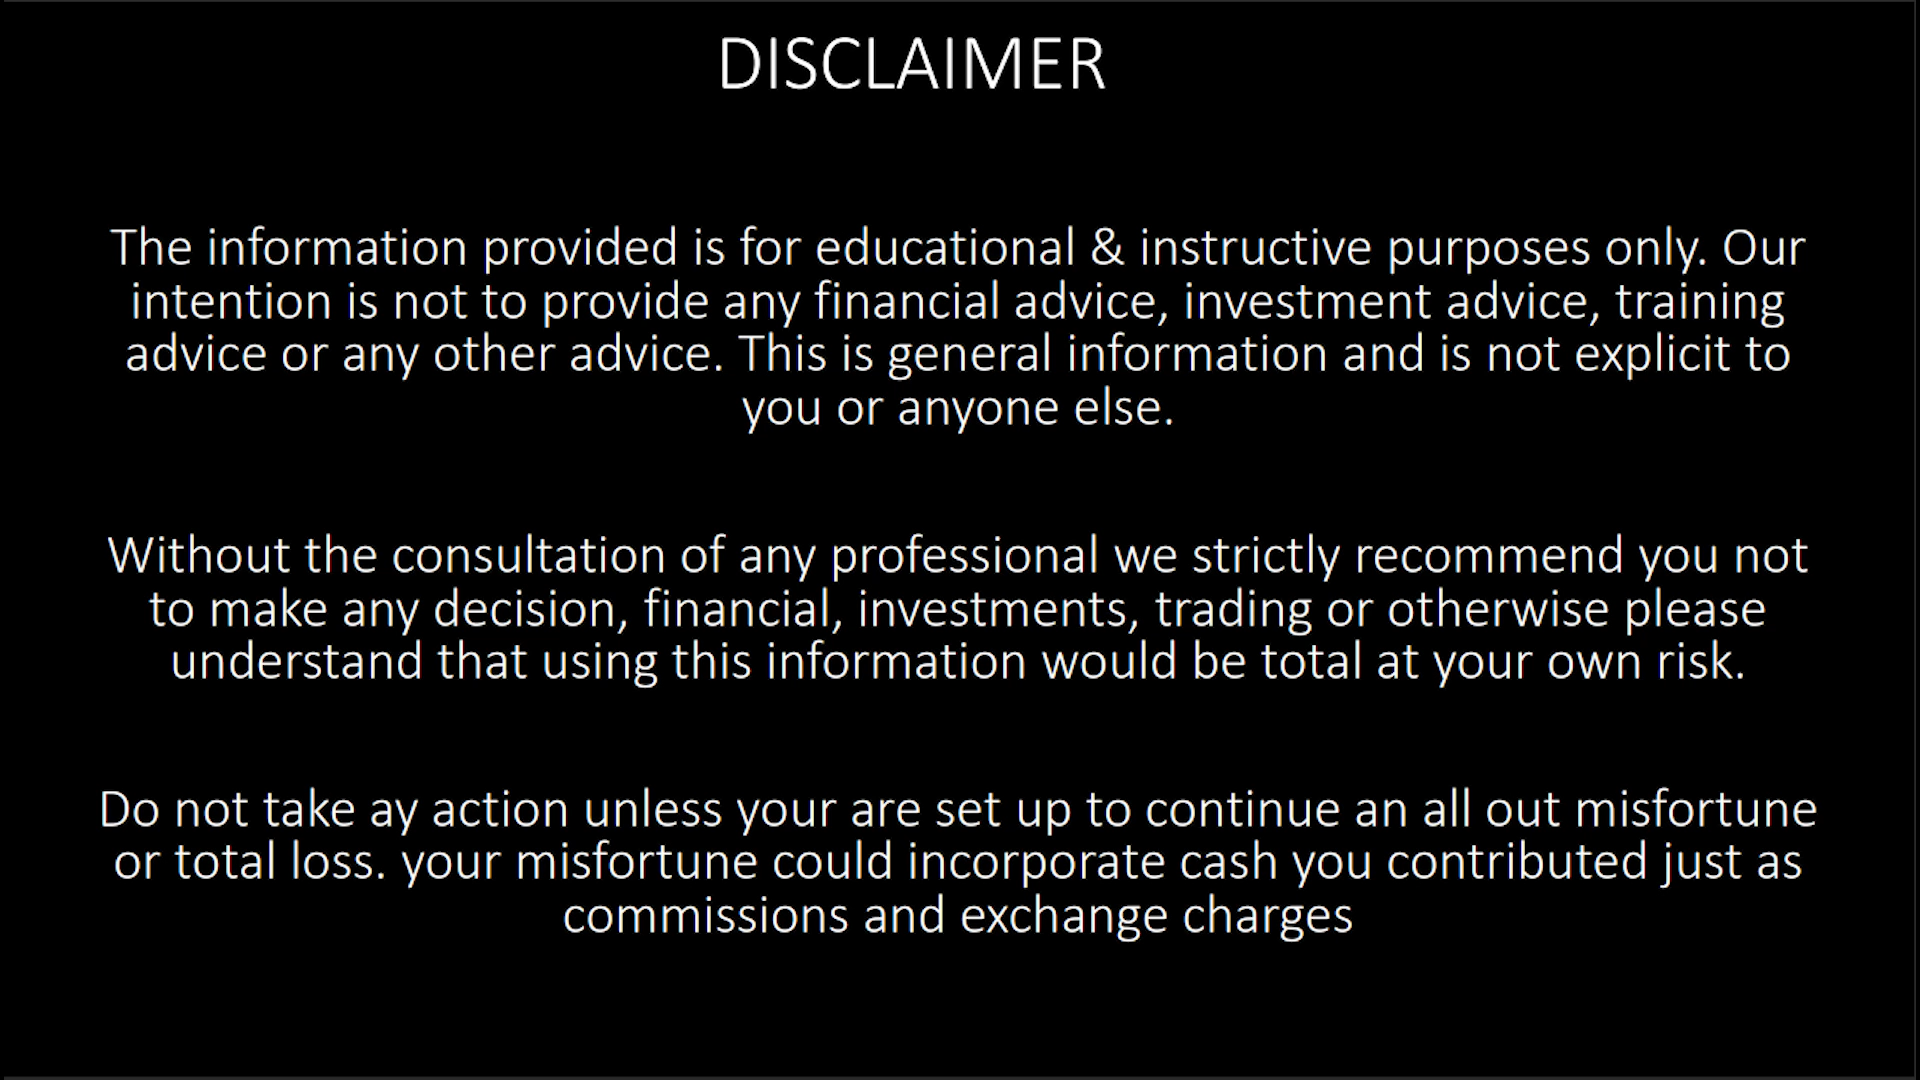 DISCLAIMER
The information provided is for educational & instructive purposes only. Our
intention is not to provide any financial advice, investment advice, training
advice or any other advice. This is general information and is not explicit to
you or anyone else.
Without the consultation of any professional we strictly recommend you not
to make any decision, financial, investments, trading or otherwise please
understand that using this information would be total at your own risk.
Do not take ay action unless your are set up to continue an all out misfortune
or total loss. your misfortune could incorporate cash you contributed just as
commissions and exchange charges